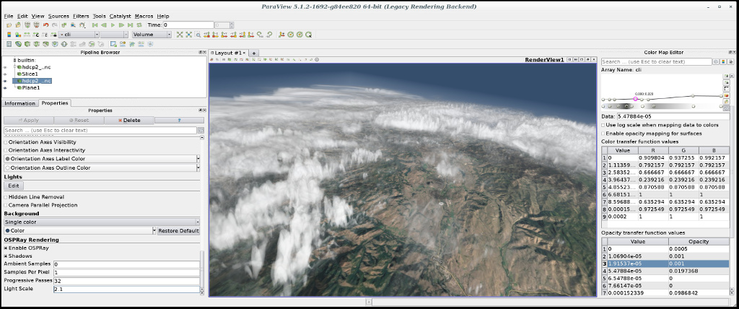 ParaView 5.1.2-1692-g84ee820 64-bit (Legacy Rendering Backend)
File Edit View Sources Filters Tools Catalyst Macros Help
Time: 0
cli
Volume
Pipeline Browser
builtin:
hdcp2_...nc
Slice1
hdcp2_...nc
Plane1
Information Properties
Properties
Apply Reset Delete ?
Search ... (use Esc to clear text)
Orientation Axes Visibility
Orientation Axes Interactivity
Orientation Axes Label Color
Orientation Axes Outline Color
Lights
Edit
Hidden Line Removal
Camera Parallel Projection
Background
Single color
Color
Restore Default
OSPRay Rendering
Enable OSPRay
Shadows
Ambient Samples 0
Samples Per Pixel 1
Progressive Passes 32
Light Scale 2.1
Layout #1
RenderView1
Color Map Editor
Search ... (use Esc to clear text)
Array Name: cli
Data: 5.47884e-05
Use log scale when mapping data to colors
Enable opacity mapping for surfaces
Color transfer function values
Value R G B
1 0 0.909804 0.937255 0.992157
2 1.11359... 0.792157 0.792157 0.792157
3 2.58352... 0.666667 0.666667 0.666667
4 3.96437... 0.239216 0.239216 0.239216
5 4.85523... 0.870588 0.870588 0.870588
6 6.68151... 1 1 1
7 8.59688... 0.635294 0.635294 0.635294
8 0.00015... 0.972549 0.972549 0.972549
9 0.0002 1 1 1
Opacity transfer function values
Value Opacity
1 0 0.0005
2 1.06904e-05 0.001
3 1.91537e-05 0.001
4 5.47884e-05 0.0197368
5 6.54788e-05 0
6 7.66147e-05 0
7 0.000152339 0.0986842